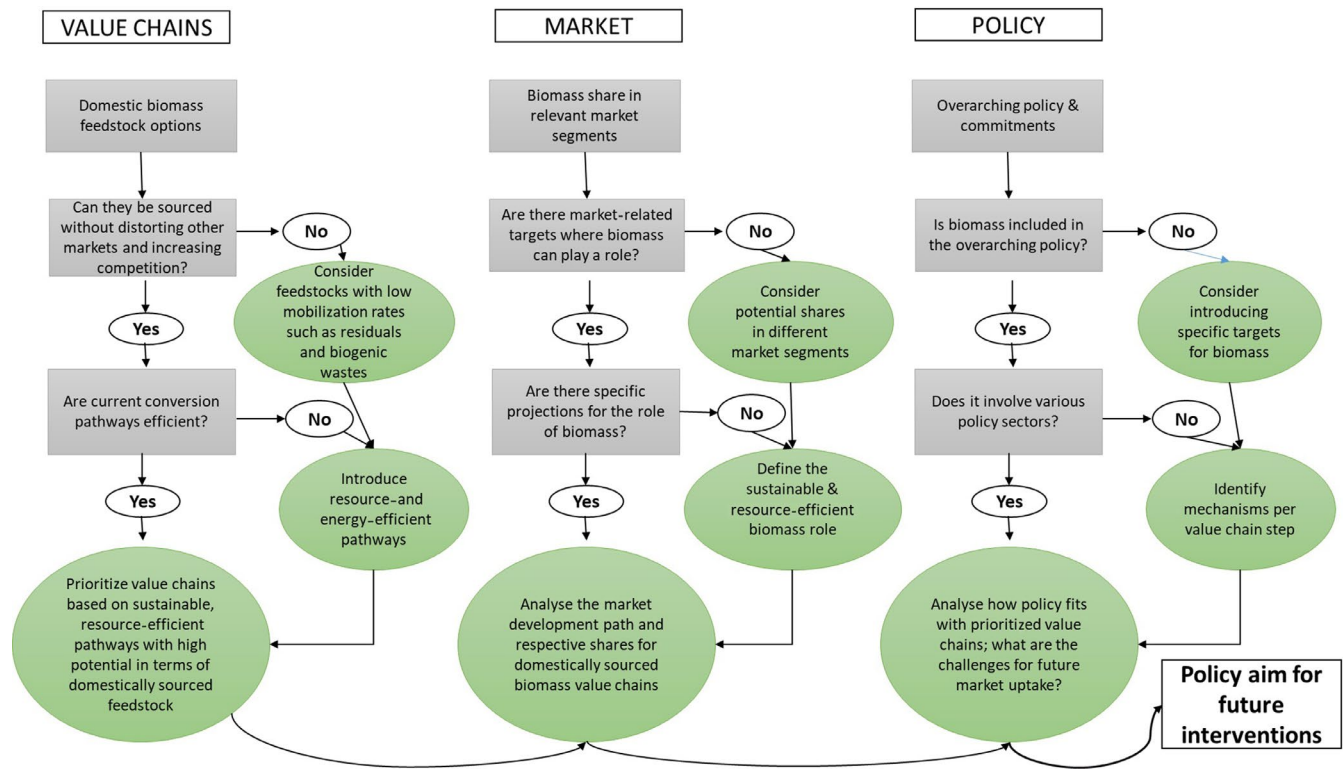 VALUE CHAINS
Domestic biomass
feedstock options
Can they be sourced
without distorting other
markets and increasing
competition?
No
Consider
feedstocks with low
mobilization rates
such as residuals
and biogenic
wastes
Yes
Are current conversion
pathways efficient?
No
Introduce
resource-and
energy-efficient
pathways
Yes
Prioritize value chains
based on sustainable,
resource-efficient
pathways with high
potential in terms of
domestically sourced
feedstock
MARKET
Biomass share in
relevant market
segments
Are there market-related
targets where biomass
can play a role?
No
Consider
potential shares
in different
market segments
Yes
Are there specific
projections for the role
of biomass?
No
Define the
sustainable &
resource-efficient
biomass role
Yes
Analyse the market
development path and
respective shares for
domestically sourced
biomass value chains
POLICY
Overarching policy &
commitments
Is biomass included in
the overarching policy?
No
Consider
introducing
specific targets
for biomass
Yes
Does it involve various
policy sectors?
No
Identify
mechanisms per
value chain step
Yes
Analyse how policy fits
with prioritized value
chains; what are the
challenges for future
market uptake?
Policy aim for
future
interventions